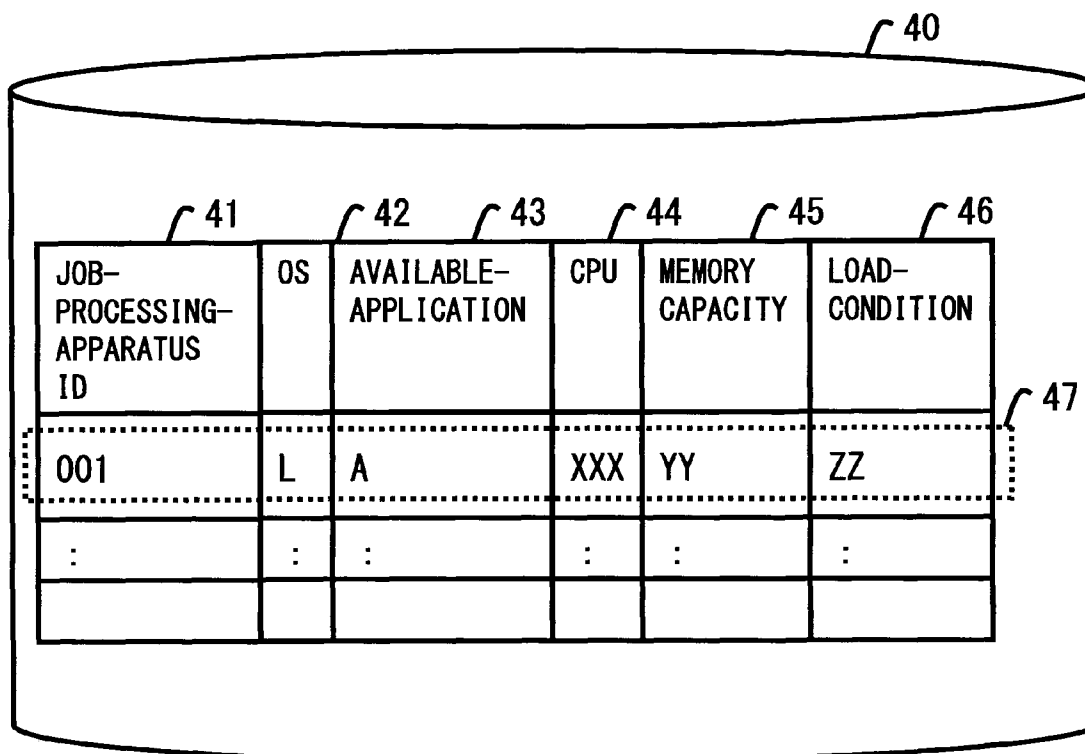 40
41 42 43 44 45 46
JOB- OS AVAILABLE- CPU MEMORY LOAD-
PROCESSING- APPLICATION CAPACITY CONDITION
APPARATUS
ID
47
001 L A XXX YY ZZ
: : : : : :